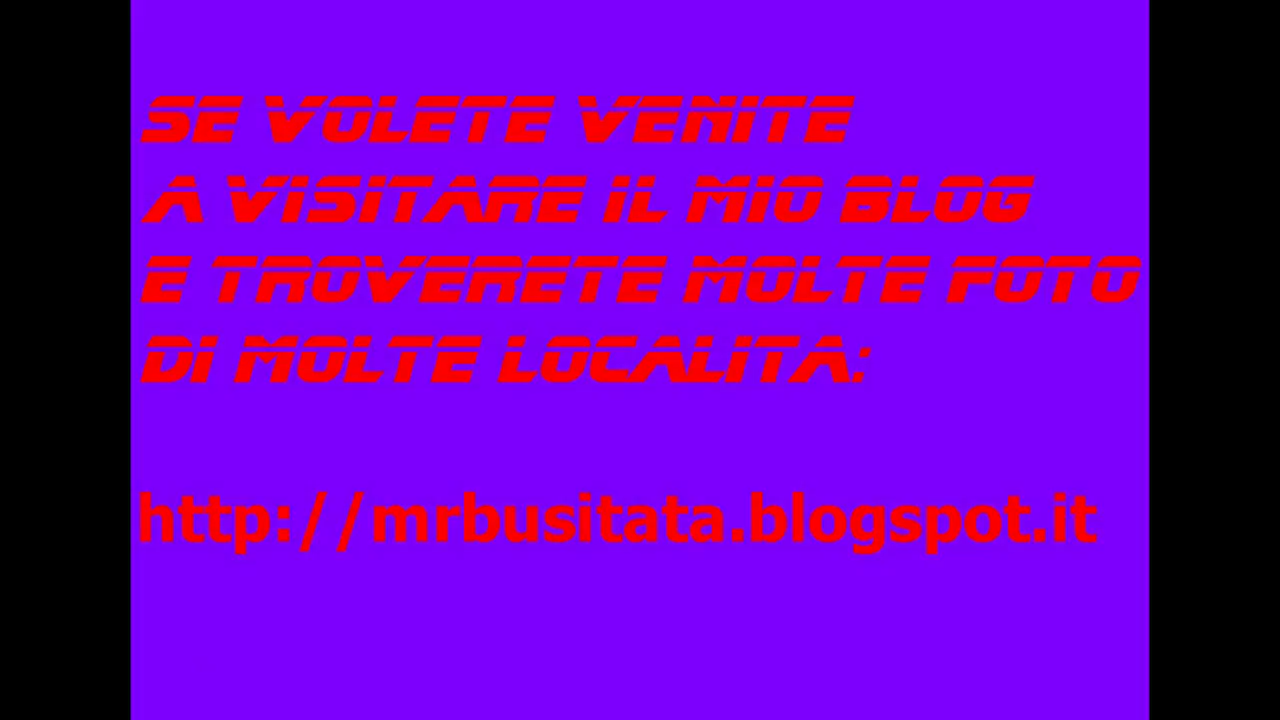 SE VOLETE VENITE
A VISITARE IL MIO BLOG
E TROVERETE MOLTE FOTO
DI MOLTE LOCALITA:
http://mrbusitata.blogspot.it